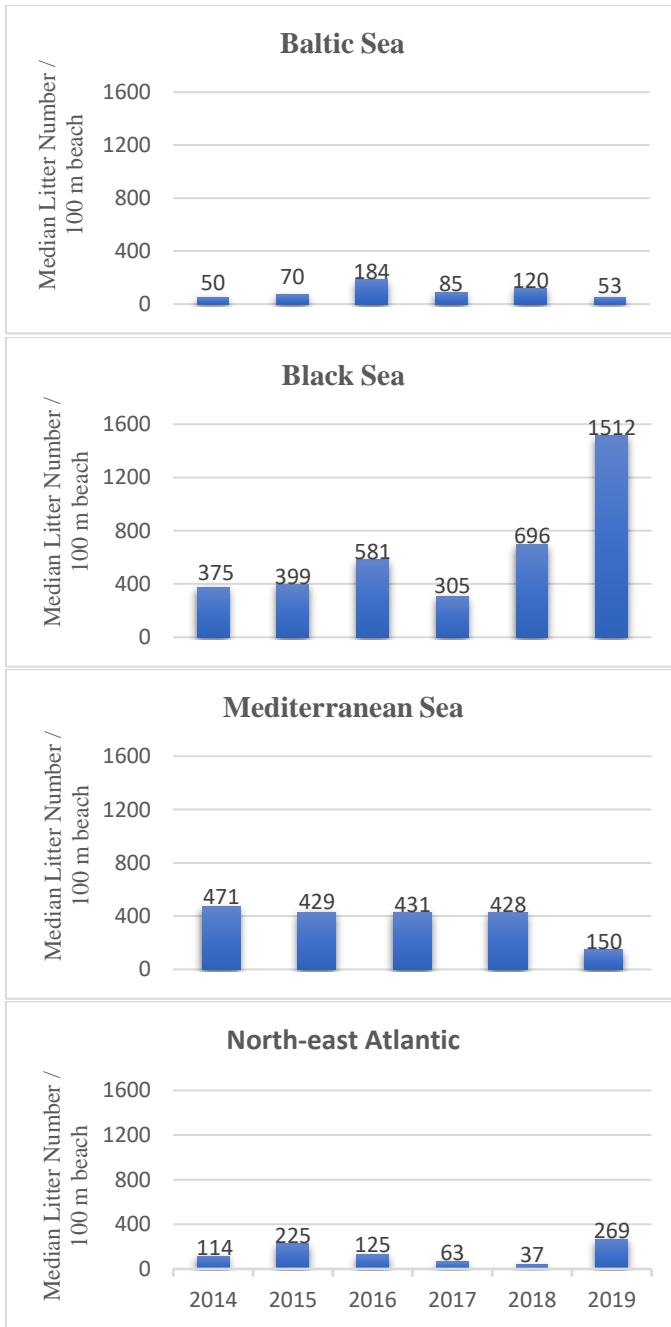 Baltic Sea
Median Litter Number /
100 m beach
1600
1200
800
400
0
50 70 184 85 120 53
Black Sea
Median Litter Number /
100 m beach
1600
1200
800
400
0
375 399 581 305 696 1512
Mediterranean Sea
Median Litter Number /
100 m beach
1600
1200
800
400
0
471 429 431 428 150
North-east Atlantic
Median Litter Number /
100 m beach
1600
1200
800
400
0
114 225 125 63 37 269
2014 2015 2016 2017 2018 2019